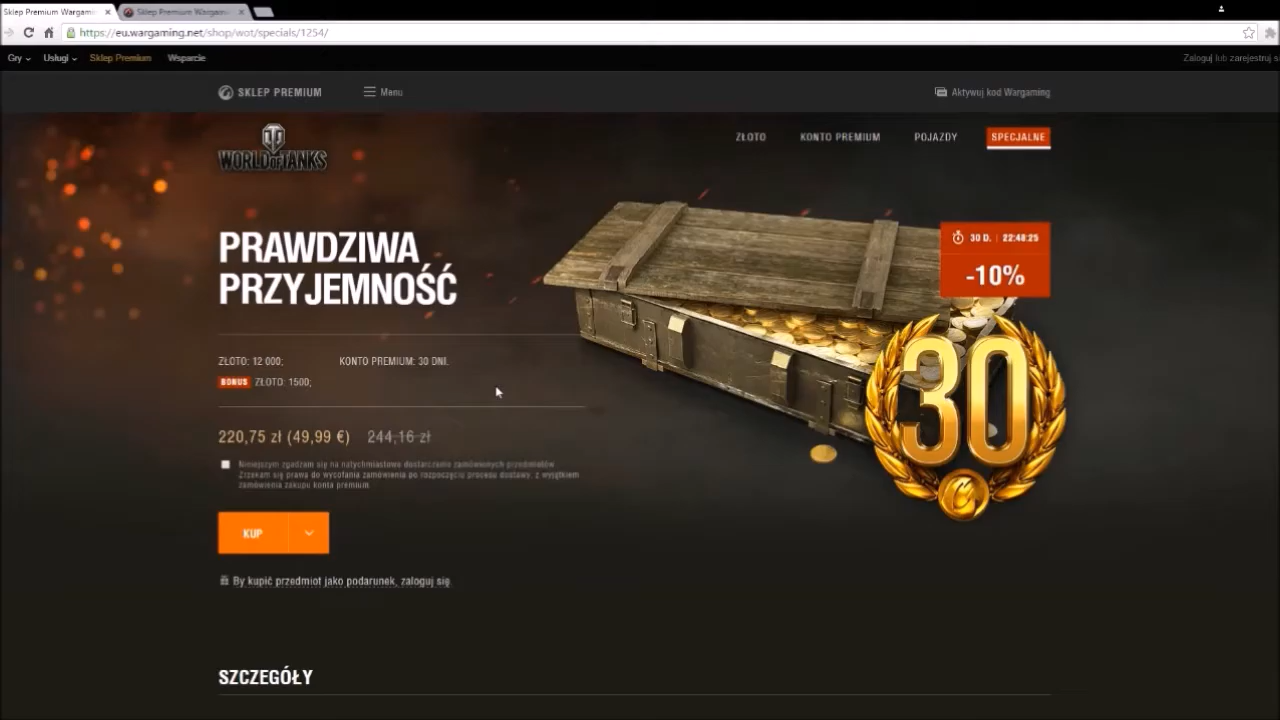 Sklep Premium Wargami
Sklep Premium Wargami
https://eu.wargaming.net/shop/wot/specials/1254/
Gry Usługi Sklep Premium Wsparcie
Zaloguj lub zarejestruj s
SKLEP PREMIUM Menu
Aktywuj kod Wargaming
WORLD OF TANKS
ZŁOTO KONTO PREMIUM POJAZDY SPECJALNE
30 D. | 22:48:25
-10%
PRAWDZIWA
PRZYJEMNOŚĆ
30
ZŁOTO: 12 000; KONTO PREMIUM: 30 DNI.
BONUS ZŁOTO: 1500;
220,75 zł (49,99 €) 244,16 zł
Niniejszym zgadzam się na natychmiastowe dostarczenie zamówionych przedmiotów.
Zrzekam się prawa do wycofania zamówienia po rozpoczęciu procesu dostawy, z wyjątkiem
zamówienia zakupu konta premium.
KUP
By kupić przedmiot jako podarunek, zaloguj się.
SZCZEGÓŁY